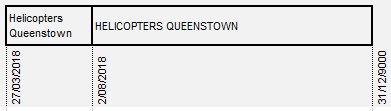 Helicopters
Queenstown
HELICOPTERS QUEENSTOWN
27/03/2018
2/08/2018
31/12/9000